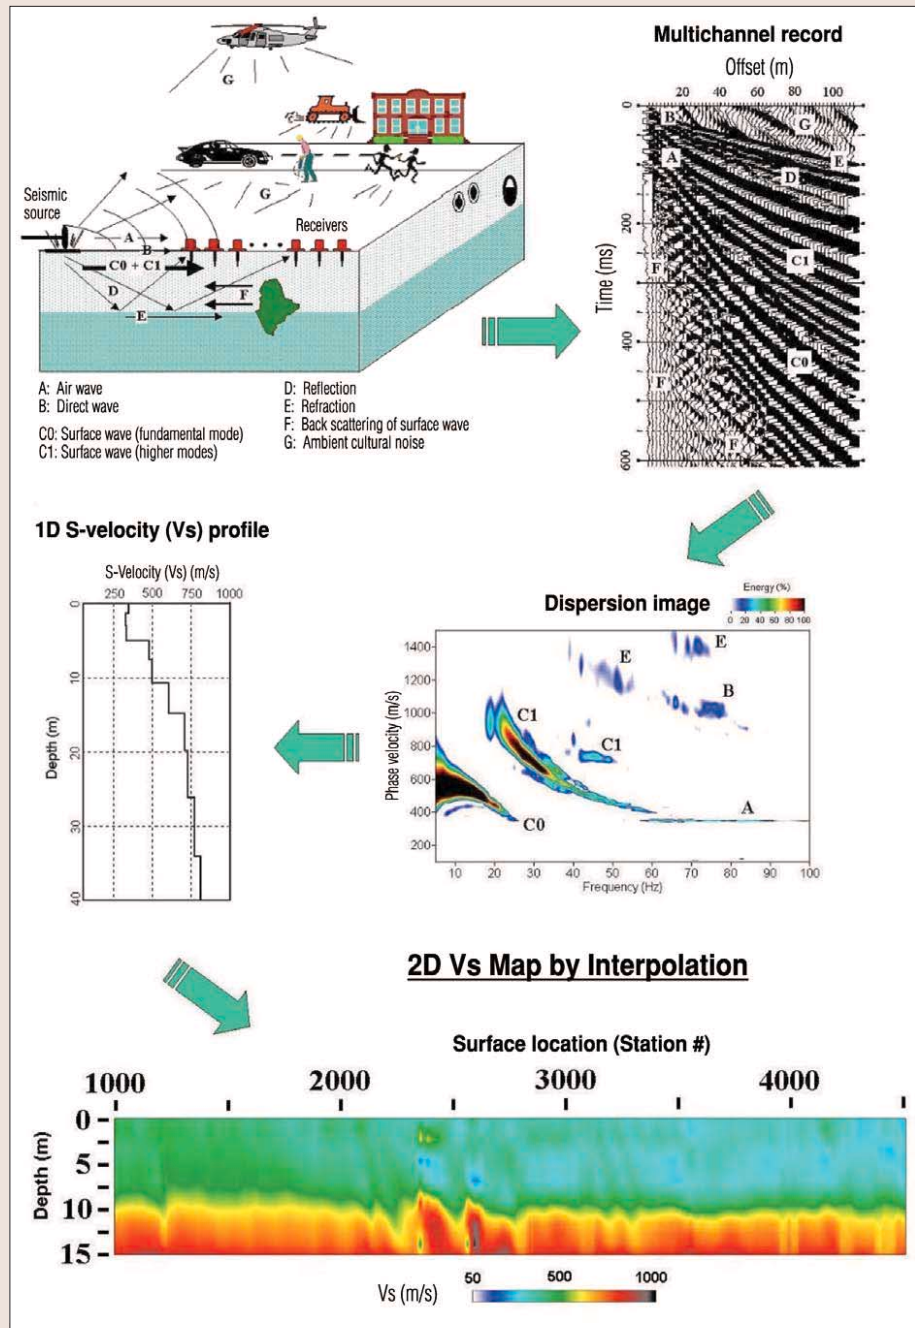 Multichannel record
Offset (m)
20 40 60 80 100
G
Seismic
source
A
B
C0 + C1
D
E
F
G
Receivers
Time (ms)
0
200
400
600
B
G
A
E
D
C1
F
C0
F
F
A: Air wave
B: Direct wave
C0: Surface wave (fundamental mode)
C1: Surface wave (higher modes)
D: Reflection
E: Refraction
F: Back scattering of surface wave
G: Ambient cultural noise
1D S-velocity (Vs) profile
S-Velocity (Vs) (m/s)
250 500 750 1000
Depth (m)
0
10
20
30
40
Dispersion image
Energy (%)
0 20 40 60 80 100
Phase velocity (m/s)
1400
1200
1000
800
600
400
200
E
E
B
C1
C1
C0
A
10 20 30 40 50 60 70 80 90 100
Frequency (Hz)
2D Vs Map by Interpolation
Surface location (Station #)
1000 2000 3000 4000
Depth (m)
0
5
10
15
Vs (m/s)
50 500 1000